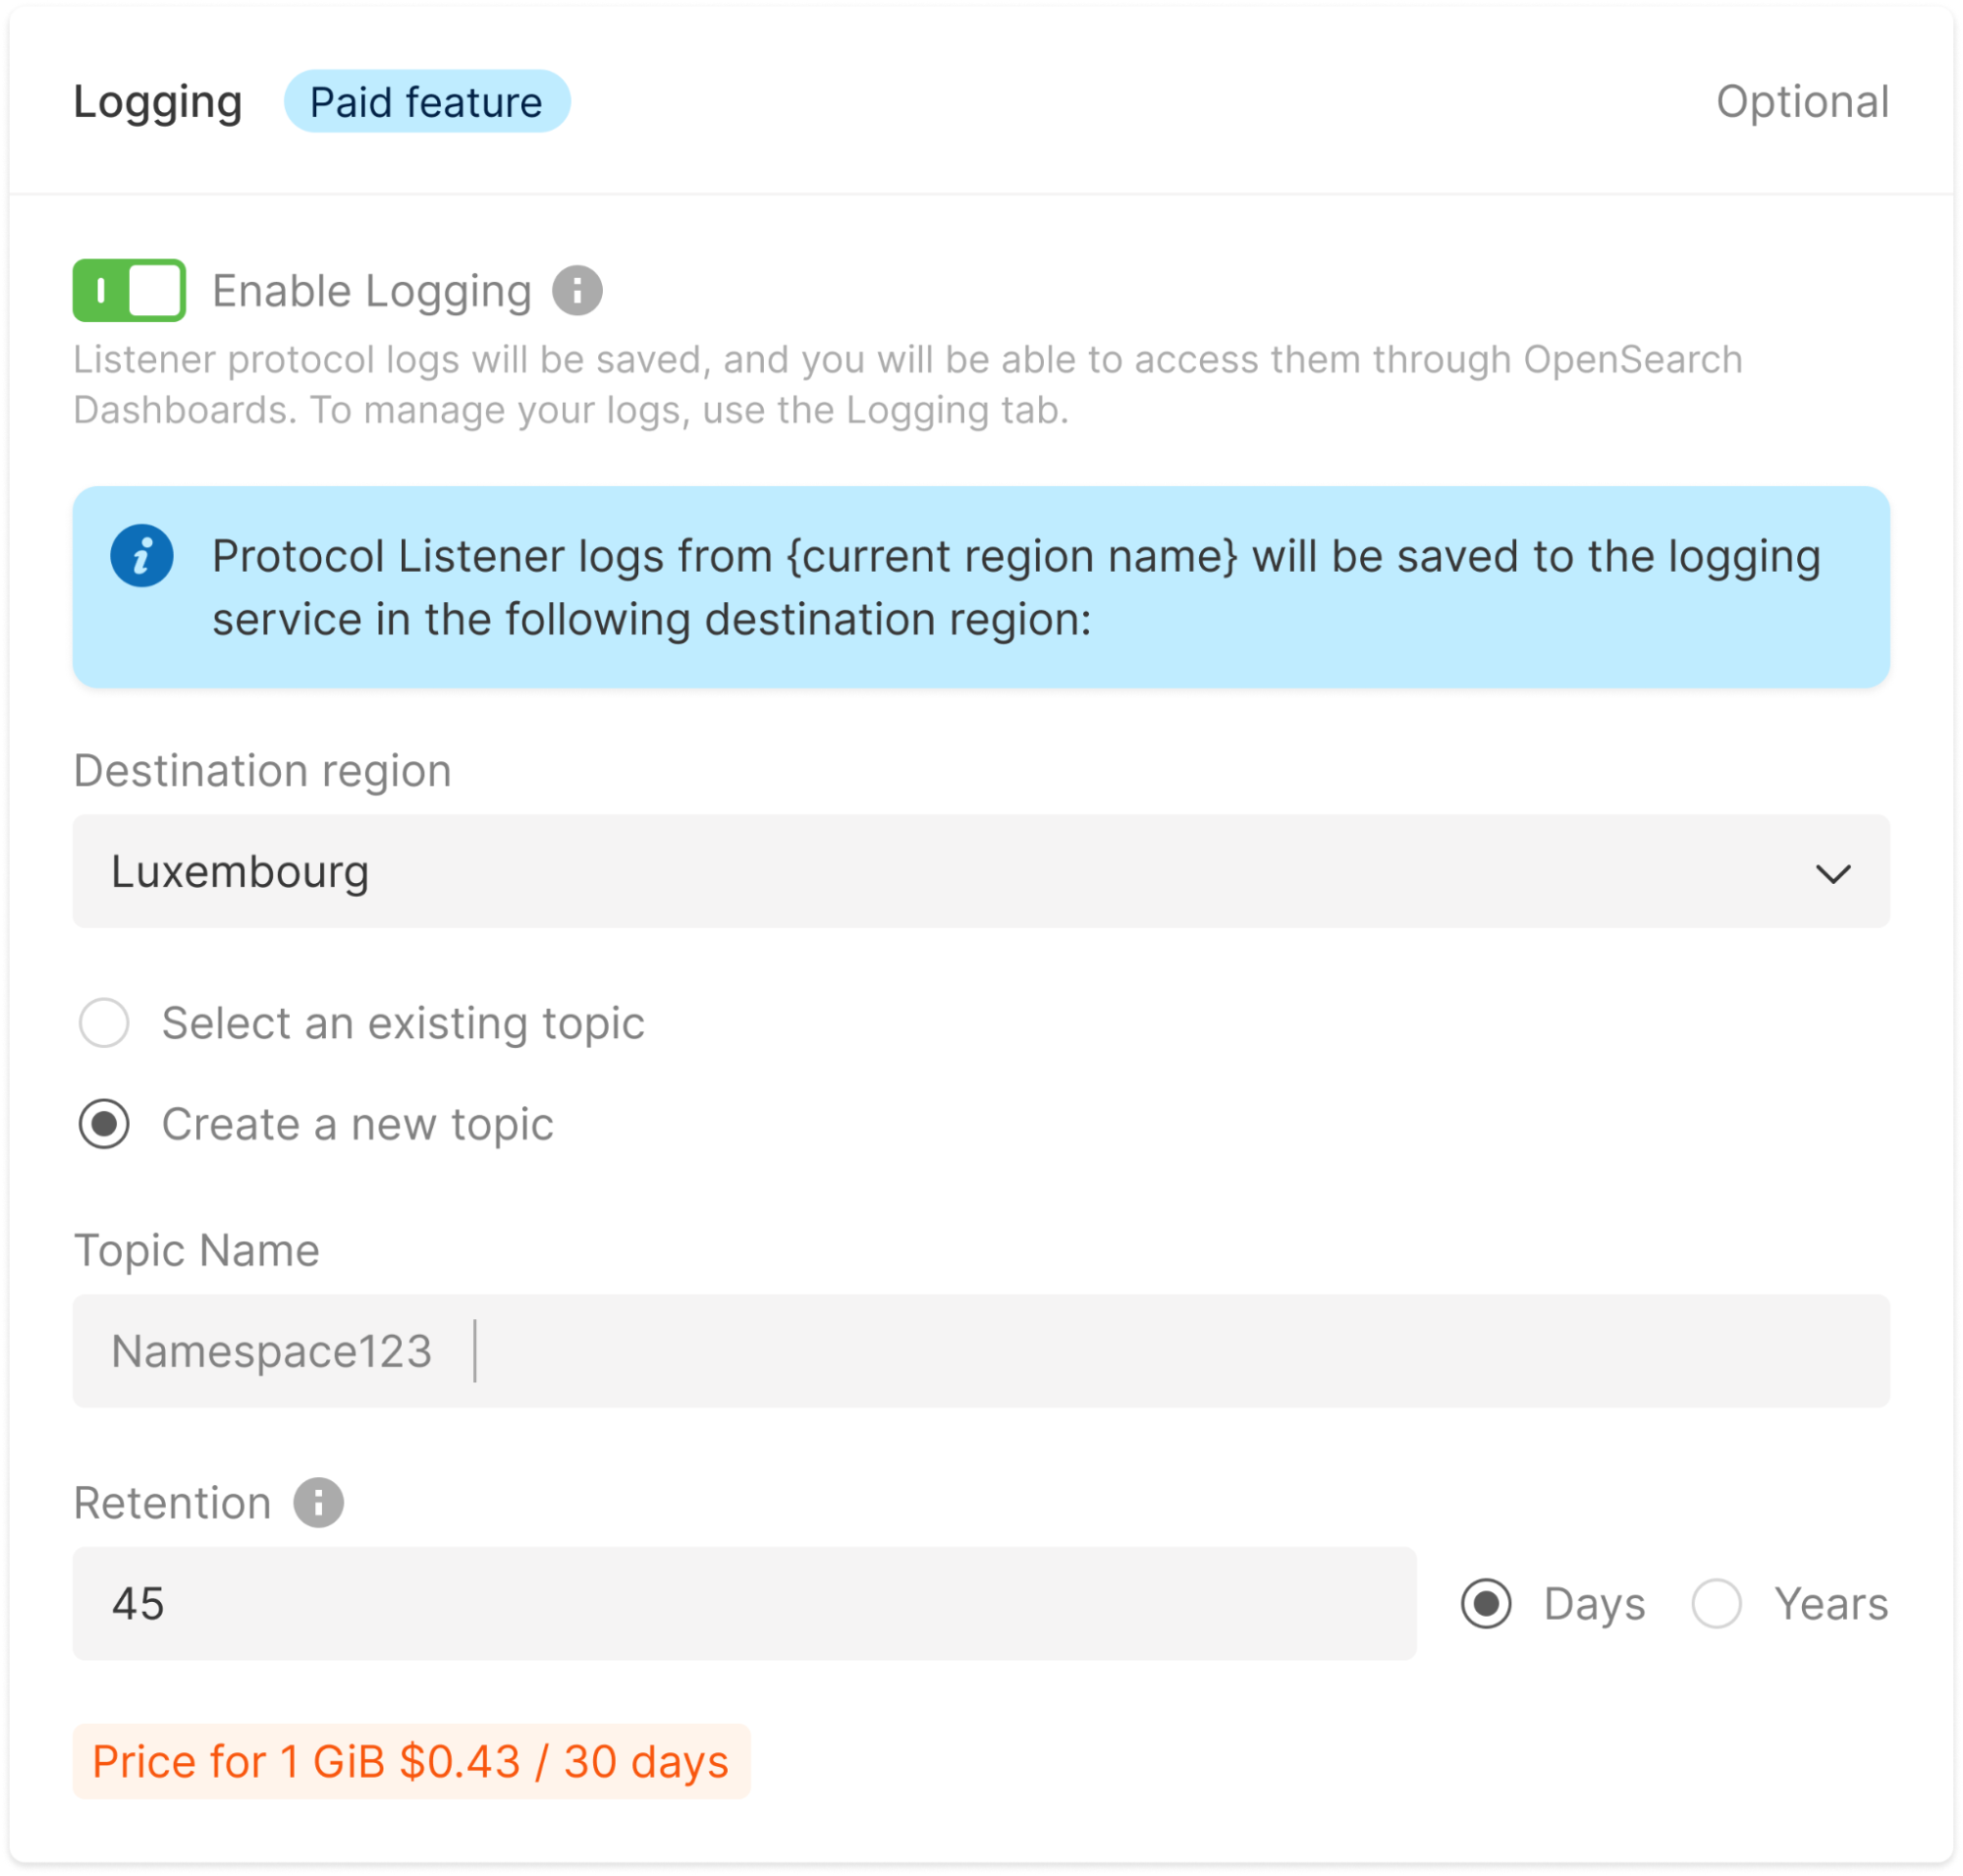 Logging Paid feature Optional
Enable Logging
Listener protocol logs will be saved, and you will be able to access them through OpenSearch
Dashboards. To manage your logs, use the Logging tab.
Protocol Listener logs from {current region name} will be saved to the logging
service in the following destination region:
Destination region
Luxembourg
Select an existing topic
Create a new topic
Topic Name
Namespace123
Retention
45 Days Years
Price for 1 GiB $0.43 / 30 days